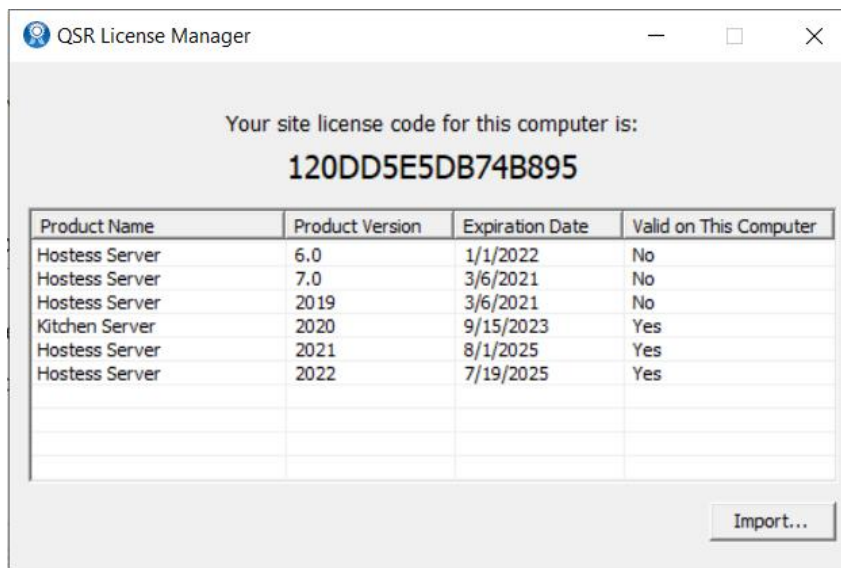 QSR License Manager
Your site license code for this computer is:
120DD5E5DB74B895
Product Name Product Version Expiration Date Valid on This Computer
Hostess Server 6.0 1/1/2022 No
Hostess Server 7.0 3/6/2021 No
Hostess Server 2019 3/6/2021 No
Kitchen Server 2020 9/15/2023 Yes
Hostess Server 2021 8/1/2025 Yes
Hostess Server 2022 7/19/2025 Yes
Import...